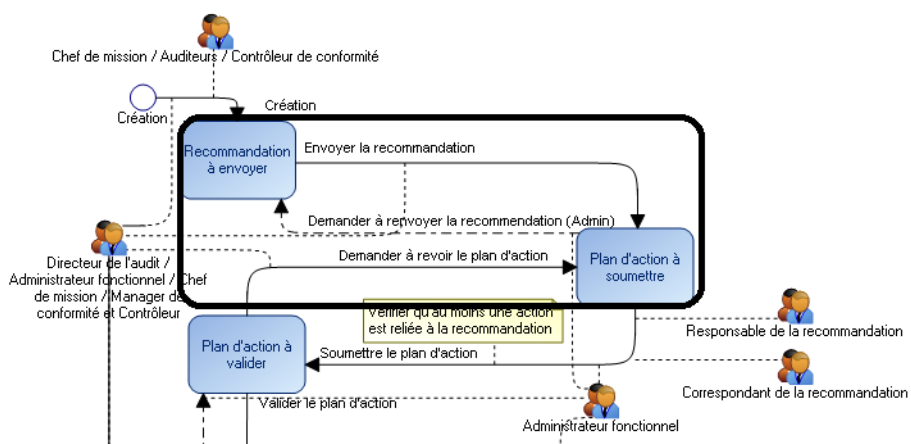 Chef de mission / Auditeurs / Contrôleur de conformité
Création
Création
Recommandation
à envoyer
Envoyer la recommandation
Demander à renvoyer la recommendation (Admin)
Directeur de l'audit /
Administrateur fonctionnel / Chef
de mission / Manager de
conformité et Contrôleur
Demander à revoir le plan d'action
Plan d'action à
soumettre
Vérifier qu'au moins une action
est reliée à la recommandation
Responsable de la recommandation
Plan d'action à
valider
Soumettre le plan d'action
Correspondant de la recommandation
Valider le plan d'action
Administrateur fonctionnel